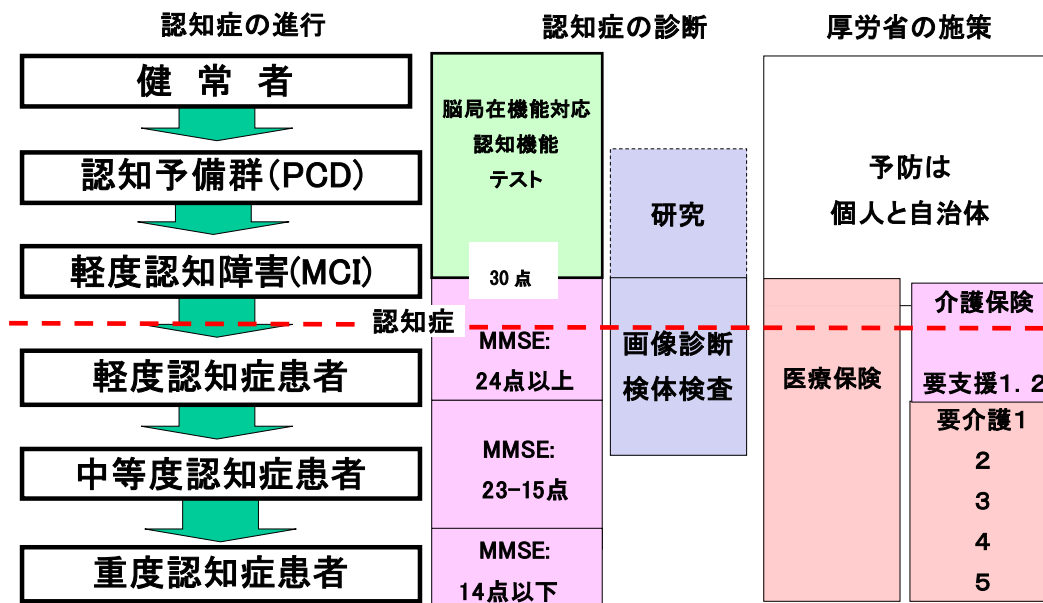 認知症の進行
健 常 者
認知予備群(PCD)
軽度認知障害(MCI)
認知症
軽度認知症患者
中等度認知症患者
重度認知症患者
認知症の診断
脳局在機能対応
認知機能
テスト
30点
MMSE:
24点以上
MMSE:
23-15点
MMSE:
14点以下
研究
画像診断
検体検査
厚労省の施策
予防は
個人と自治体
医療保険
介護保険
要支援1.2
要介護1
2
3
4
5